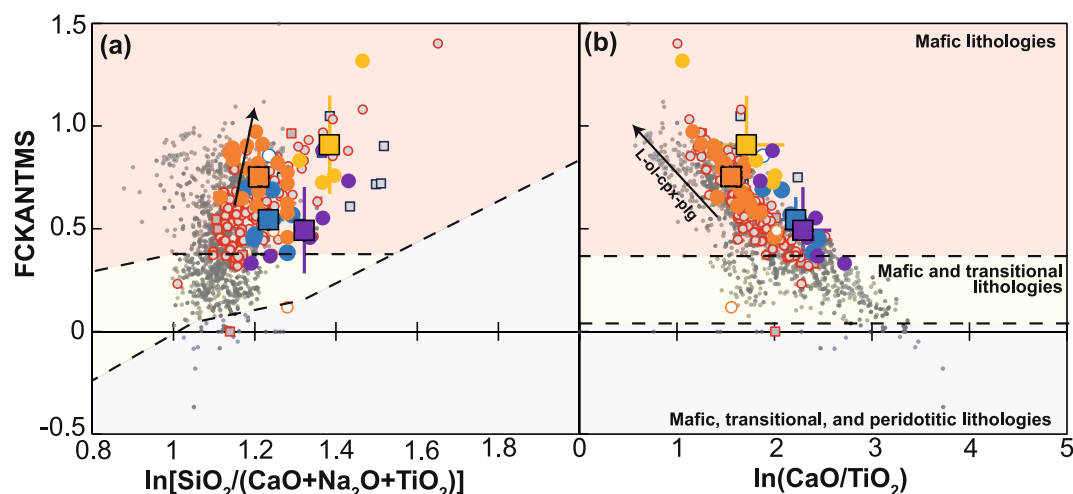 1.5
1.0
0.5
0
-0.5
FCKANTMS
(a)
0.8
1
1.2
1.4
1.6
1.8
ln[SiO₂/(CaO+Na₂O+TiO₂)]
(b)
Mafic lithologies
L-ol-cpx-plg
Mafic and transitional
lithologies
Mafic, transitional, and peridotitic lithologies
0
1
2
3
4
5
ln(CaO/TiO₂)